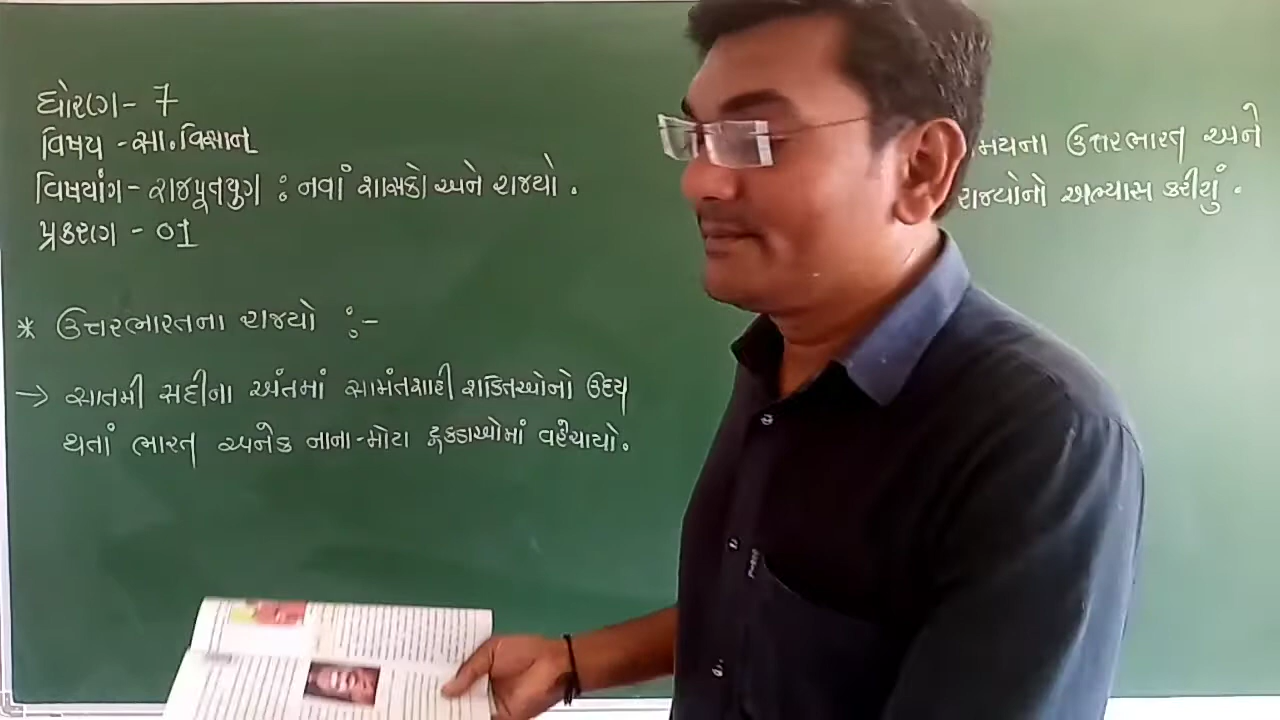 ધોરણ - 7
વિષય - સા. વિજ્ઞાન
વિષયાંગ - રાજપૂતયુગ : નવાં શાસકો અને રાજ્યો .
પ્રકરણ - 01
* ઉત્તરભારતના રાજ્યો :-
→ સાતમી સદીના અંતમાં સામંતશાહી શક્તિઓનો ઉદય
થતાં ભારત અનેક નાના-મોટા ટુકડાઓમાં વહેંચાયો.
મયના ઉત્તરભારત અને
રાજ્યોનો અભ્યાસ કરીશું .